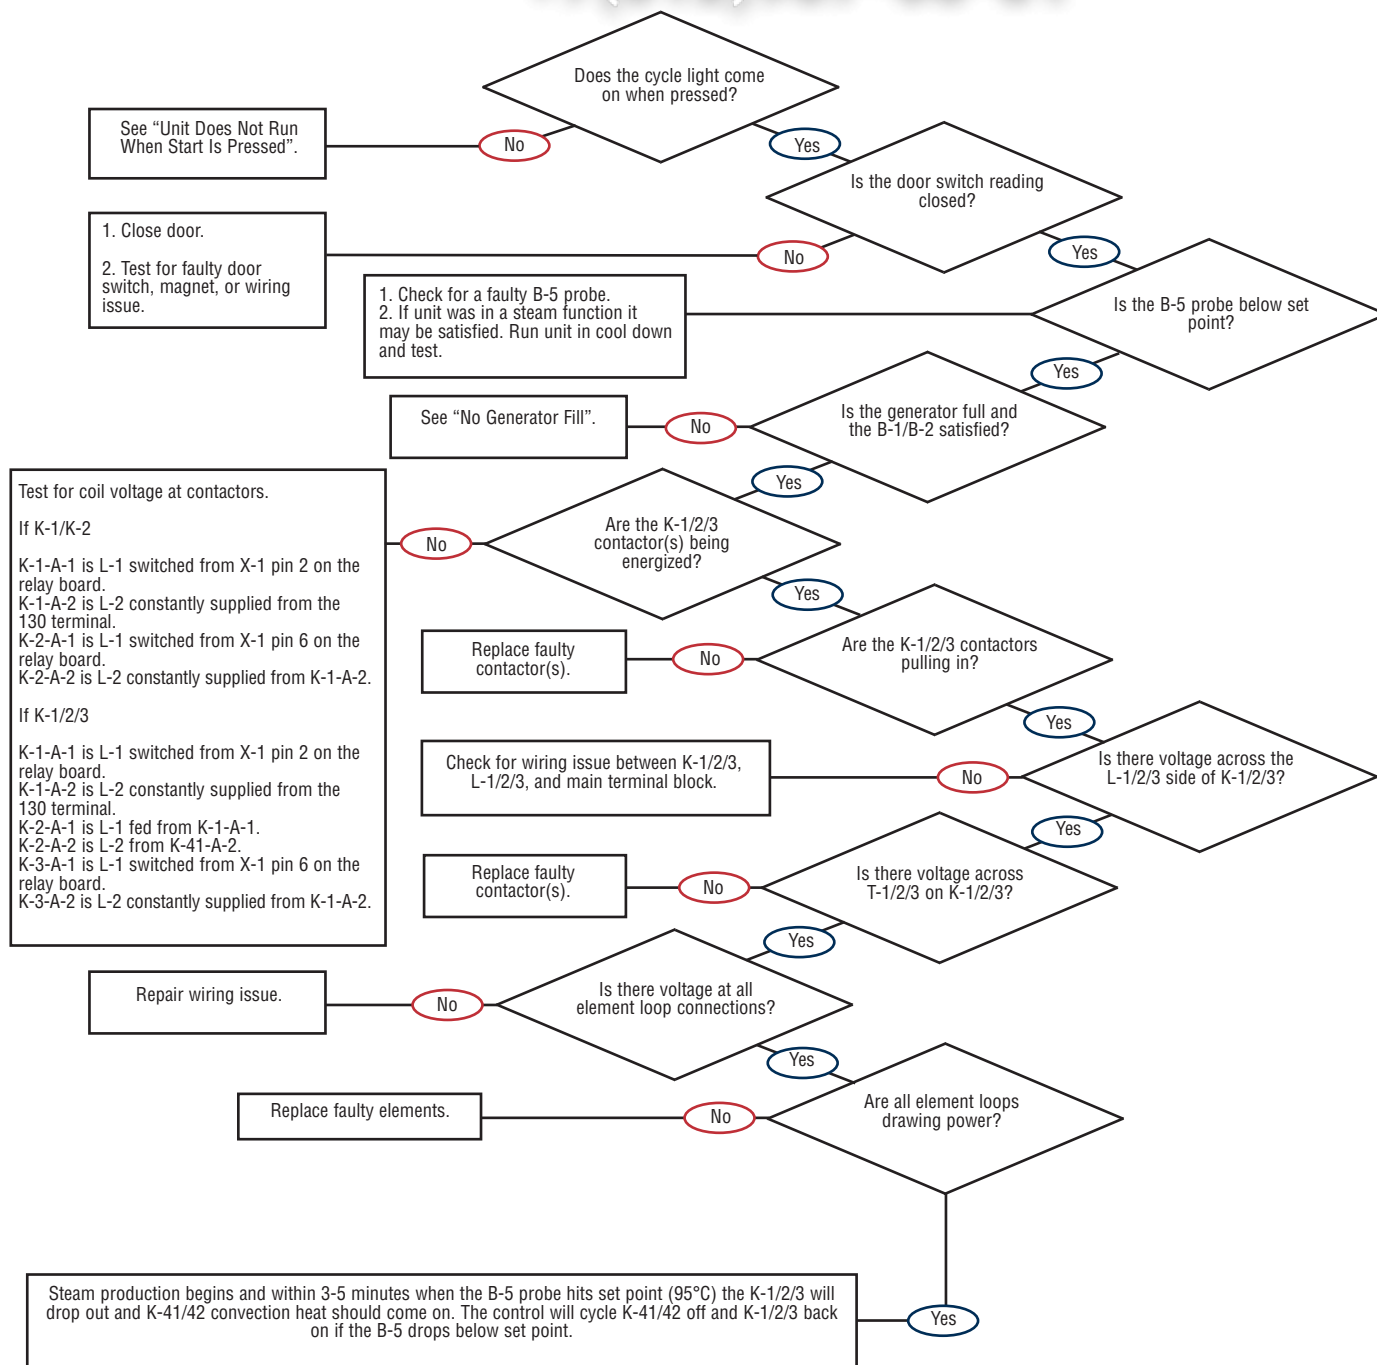 Does the cycle light come
on when pressed?
See “Unit Does Not Run
When Start Is Pressed”.
No
Yes
Is the door switch reading
closed?
1. Close door.
2. Test for faulty door
switch, magnet, or wiring
issue.
No
Yes
1. Check for a faulty B-5 probe.
2. If unit was in a steam function it
may be satisfied. Run unit in cool down
and test.
Is the B-5 probe below set
point?
Yes
See “No Generator Fill”.
No
Is the generator full and
the B-1/B-2 satisfied?
Yes
Test for coil voltage at contactors.
If K-1/K-2
K-1-A-1 is L-1 switched from X-1 pin 2 on the
relay board.
K-1-A-2 is L-2 constantly supplied from the
130 terminal.
K-2-A-1 is L-1 switched from X-1 pin 6 on the
relay board.
K-2-A-2 is L-2 constantly supplied from K-1-A-2.
If K-1/2/3
K-1-A-1 is L-1 switched from X-1 pin 2 on the
relay board.
K-1-A-2 is L-2 constantly supplied from the
130 terminal.
K-2-A-1 is L-1 fed from K-1-A-1.
K-2-A-2 is L-2 from K-41-A-2.
K-3-A-1 is L-1 switched from X-1 pin 6 on the
relay board.
K-3-A-2 is L-2 constantly supplied from K-1-A-2.
No
Are the K-1/2/3
contactor(s) being
energized?
Yes
Replace faulty
contactor(s).
No
Are the K-1/2/3 contactors
pulling in?
Yes
Check for wiring issue between K-1/2/3,
L-1/2/3, and main terminal block.
No
Is there voltage across the
L-1/2/3 side of K-1/2/3?
Yes
Replace faulty
contactor(s).
No
Is there voltage across
T-1/2/3 on K-1/2/3?
Yes
Repair wiring issue.
No
Is there voltage at all
element loop connections?
Yes
Replace faulty elements.
No
Are all element loops
drawing power?
Yes
Steam production begins and within 3-5 minutes when the B-5 probe hits set point (95°C) the K-1/2/3 will
drop out and K-41/42 convection heat should come on. The control will cycle K-41/42 off and K-1/2/3 back
on if the B-5 drops below set point.